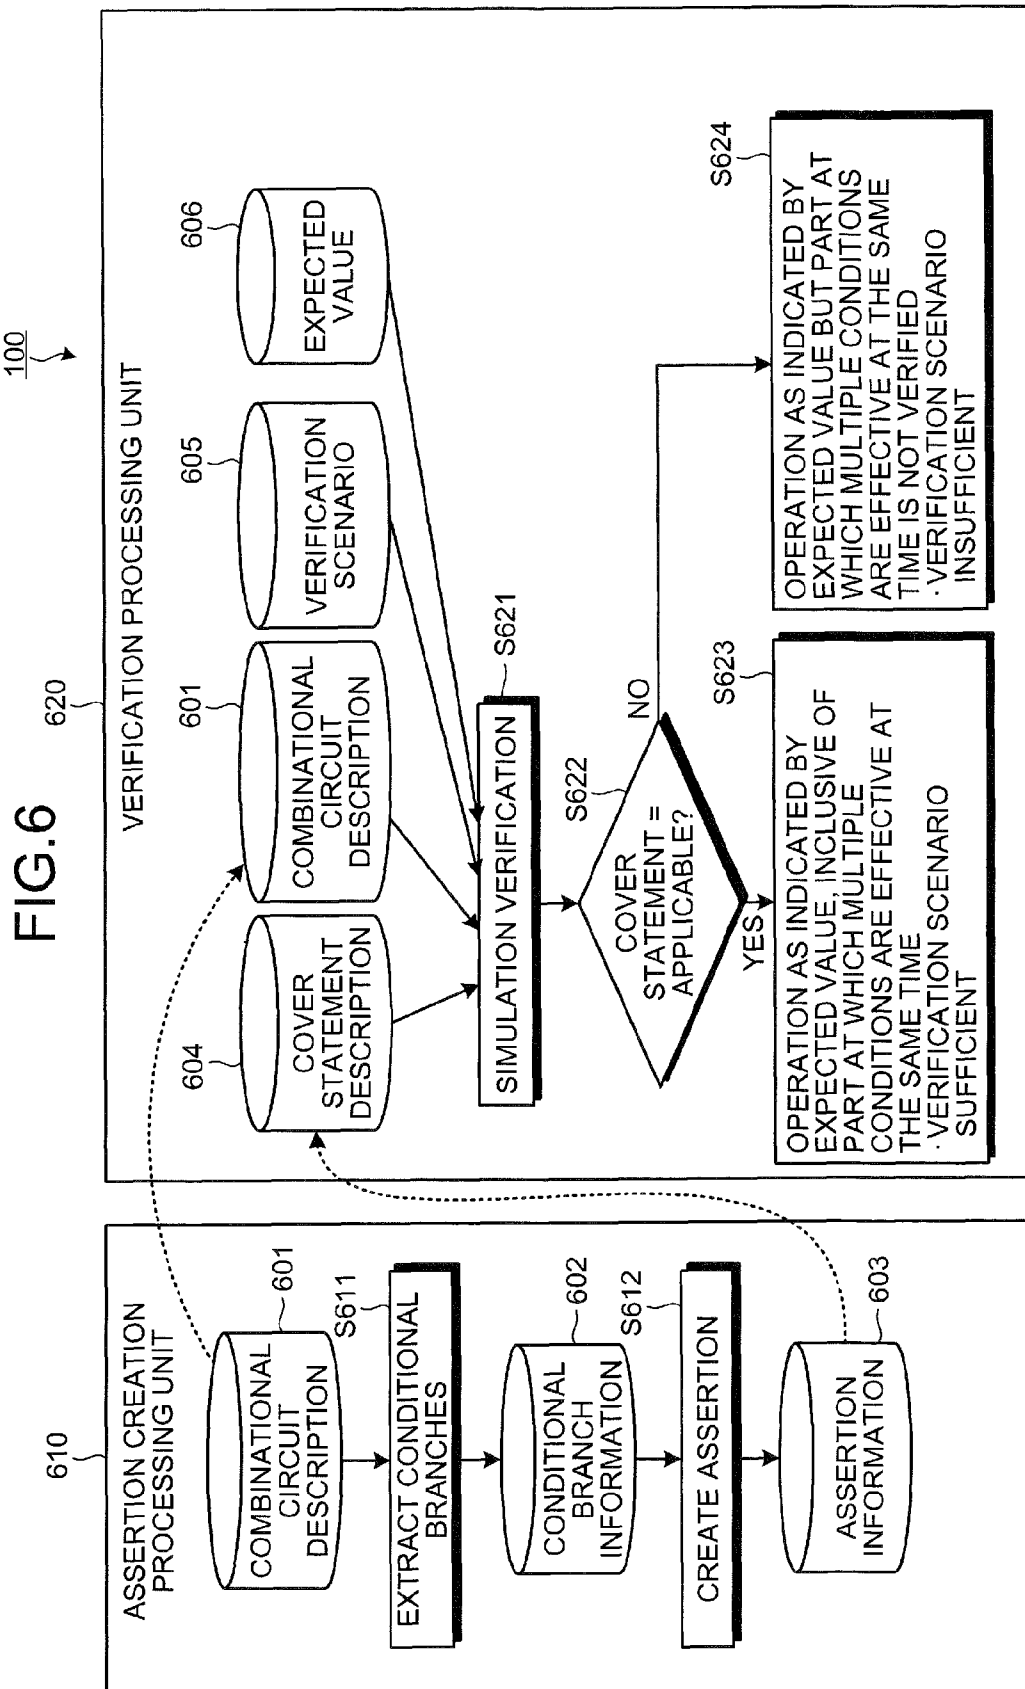 FIG.6
100
610
ASSERTION CREATION
PROCESSING UNIT
601
COMBINATIONAL
CIRCUIT
DESCRIPTION
S611
EXTRACT CONDITIONAL
BRANCHES
602
CONDITIONAL
BRANCH
INFORMATION
S612
CREATE ASSERTION
603
ASSERTION
INFORMATION
620
VERIFICATION PROCESSING UNIT
604
COVER
STATEMENT
DESCRIPTION
601
COMBINATIONAL
CIRCUIT
DESCRIPTION
605
VERIFICATION
SCENARIO
606
EXPECTED
VALUE
S621
SIMULATION VERIFICATION
S622
COVER
STATEMENT =
APPLICABLE?
NO
YES
S623
OPERATION AS INDICATED BY
EXPECTED VALUE, INCLUSIVE OF
PART AT WHICH MULTIPLE
CONDITIONS ARE EFFECTIVE AT
THE SAME TIME
·VERIFICATION SCENARIO
SUFFICIENT
S624
OPERATION AS INDICATED BY
EXPECTED VALUE BUT PART AT
WHICH MULTIPLE CONDITIONS
ARE EFFECTIVE AT THE SAME
TIME IS NOT VERIFIED
·VERIFICATION SCENARIO
INSUFFICIENT